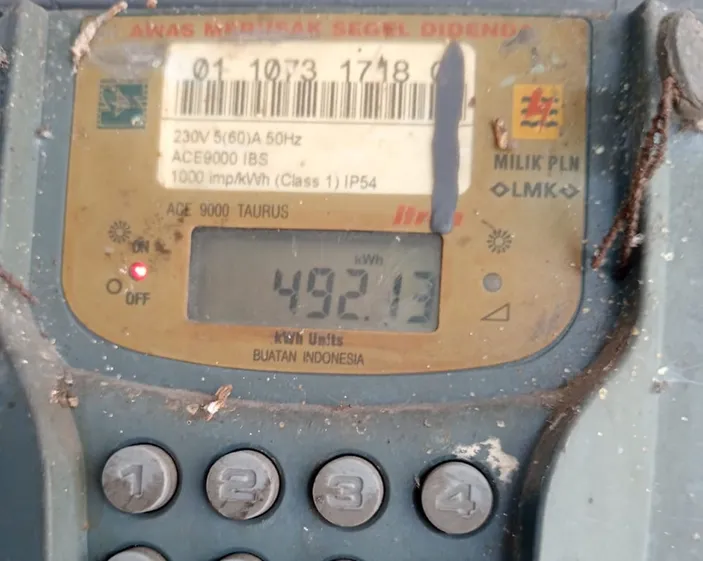 AWAS MERUSAK SEGEL DIDENDA
01 1073 1718
230V 5(60)A 50Hz
ACE9000 IBS
1000 imp/kWh (Class 1) IP54
MILIK PLN
LMK
ACE 9000 TAURUS
ON
OFF
kWh
492.13
kWh Units
BUATAN INDONESIA
1 2 3 4